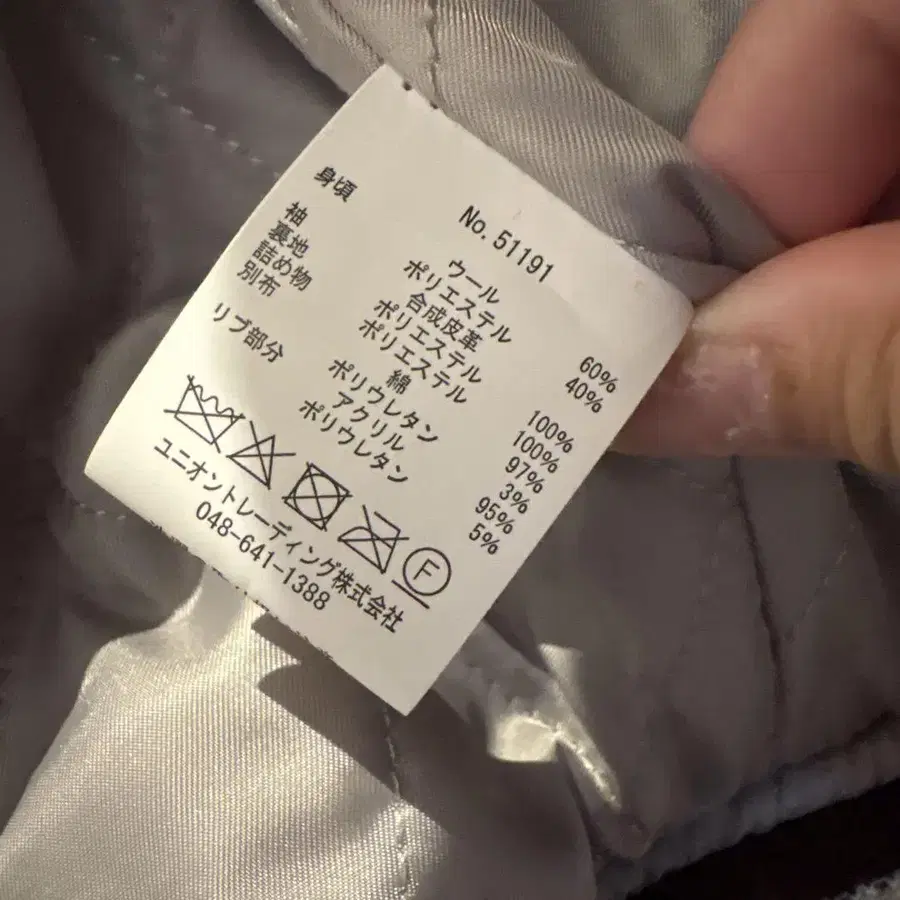 No. 51191
身頃 ウール 60%
ポリエステル 40%
袖 合成皮革
裏地 ポリエステル 100%
詰め物 ポリエステル 100%
別布 綿 97%
ポリウレタン 3%
リブ部分 アクリル 95%
ポリウレタン 5%
F
ユニオントレーディング株式会社
048-641-1388